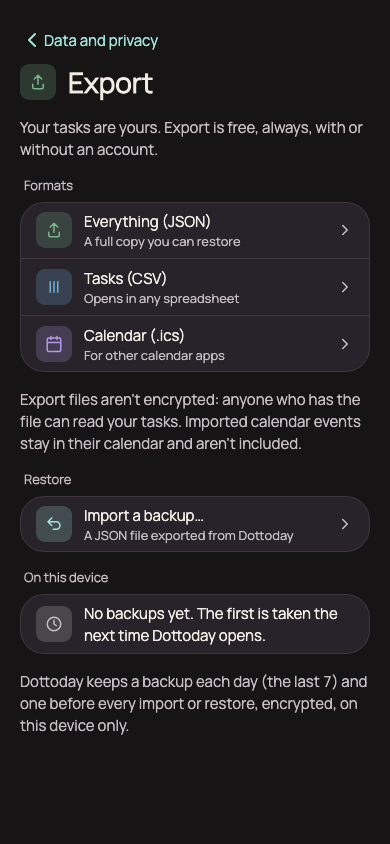 Data and privacy
Export
Your tasks are yours. Export is free, always, with or
without an account.
Formats
Everything (JSON)
A full copy you can restore
Tasks (CSV)
Opens in any spreadsheet
Calendar (.ics)
For other calendar apps
Export files aren't encrypted: anyone who has the
file can read your tasks. Imported calendar events
stay in their calendar and aren't included.
Restore
Import a backup...
A JSON file exported from Dottoday
On this device
No backups yet. The first is taken the
next time Dottoday opens.
Dottoday keeps a backup each day (the last 7) and
one before every import or restore, encrypted, on
this device only.